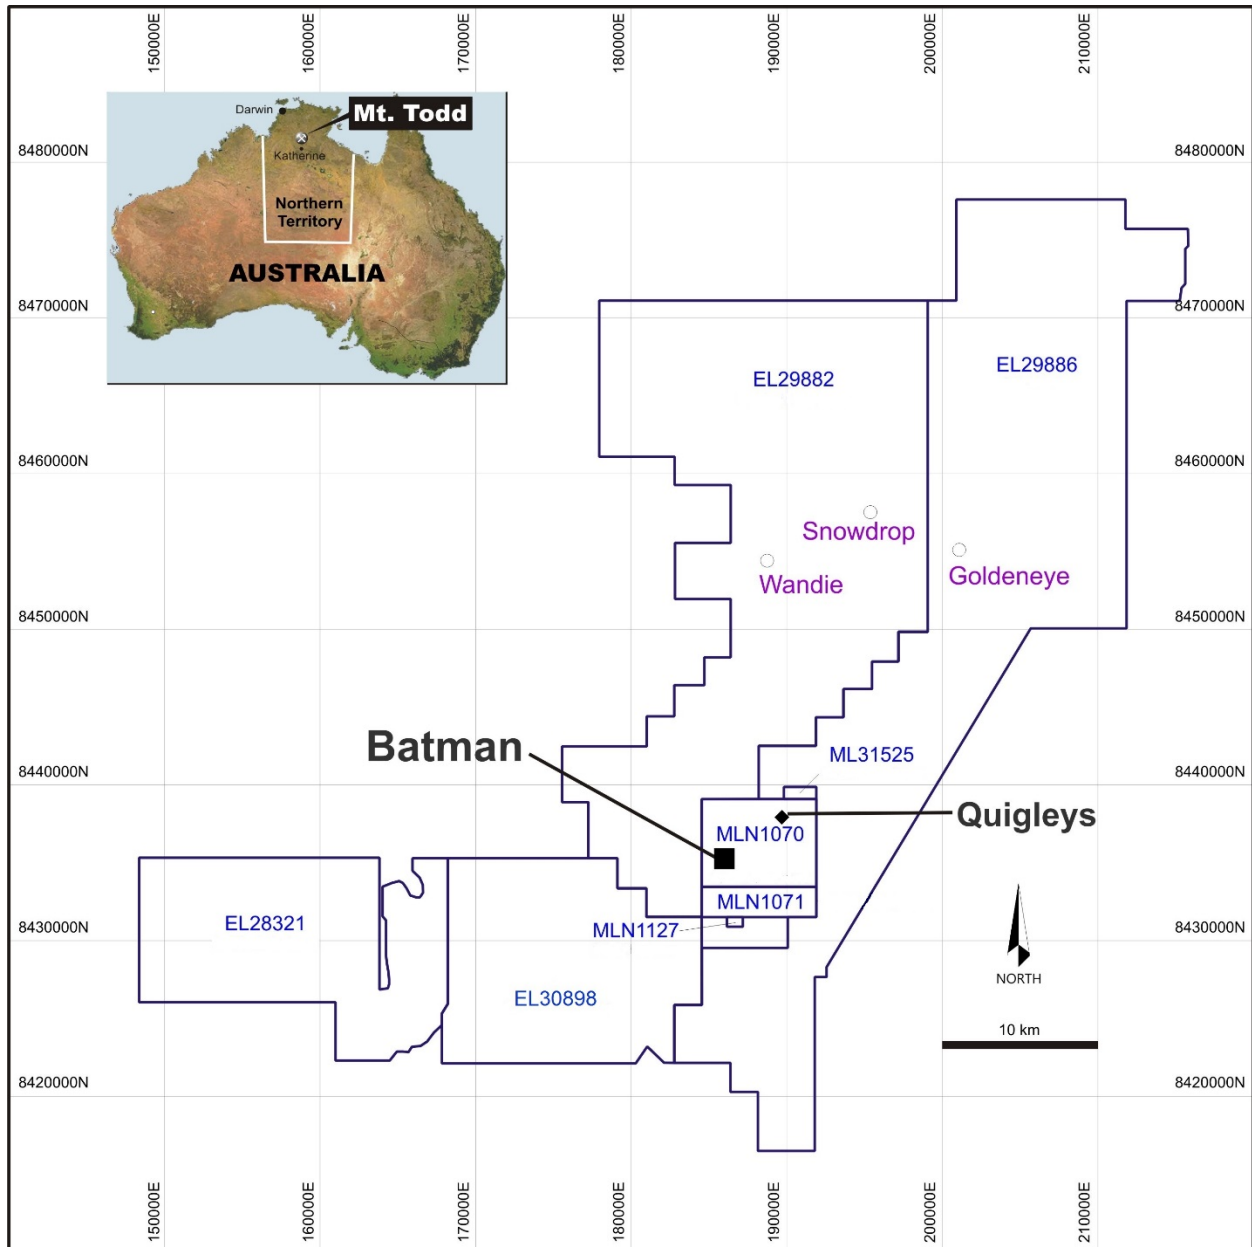 150000E
160000E
170000E
180000E
190000E
200000E
210000E
Darwin
Mt. Todd
Katherine
Northern
Territory
AUSTRALIA
8480000N
8480000N
8470000N
8470000N
EL29882
EL29886
8460000N
8460000N
Snowdrop
Wandie
Goldeneye
8450000N
8450000N
Batman
ML31525
8440000N
8440000N
Quigleys
MLN1070
MLN1071
EL28321
MLN1127
8430000N
8430000N
NORTH
EL30898
10 km
8420000N
8420000N
150000E
160000E
170000E
180000E
190000E
200000E
210000E